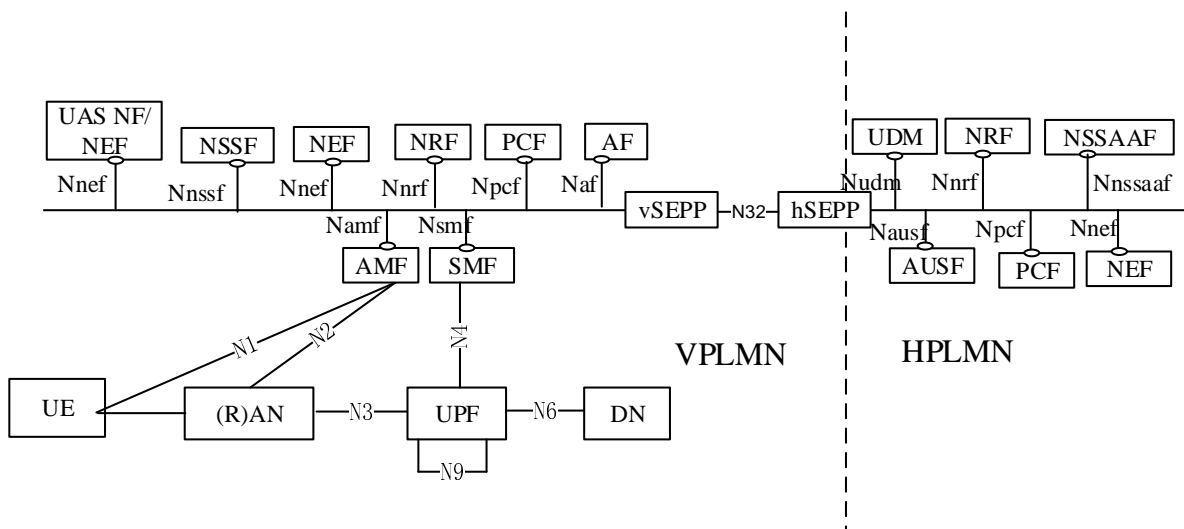 UAS NF/
NEF
NSSF
NEF
NRF
PCF
AF
UDM
NRF
NSSAAF
Nnef
Nnssf
Nnef
Nnrf
Npcf
Naf
Nudm
Nnrf
Nnssaaf
vSEPP
N32
hSEPP
Namf
Nsmf
Nausf
Npcf
Nnef
AMF
SMF
AUSF
PCF
NEF
N1
N2
N4
VPLMN
HPLMN
UE
(R)AN
N3
UPF
N6
DN
N9